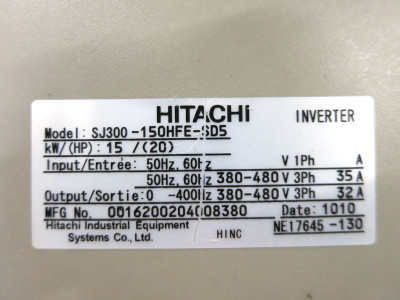 HITACHI INVERTER
Model: SJ300-150HFE-SD5
kW/(HP): 15 /(20)
Input/Entrée: 50Hz, 60Hz V 1Ph A
50Hz, 60Hz 380-480 V 3Ph 35 A
Output/Sortie: 0 -400Hz 380-480 V 3Ph 32 A
MFG No. 0016200204008380 Date: 1010
Hitachi Industrial Equipment
Systems Co., Ltd. HINC NE17645-130